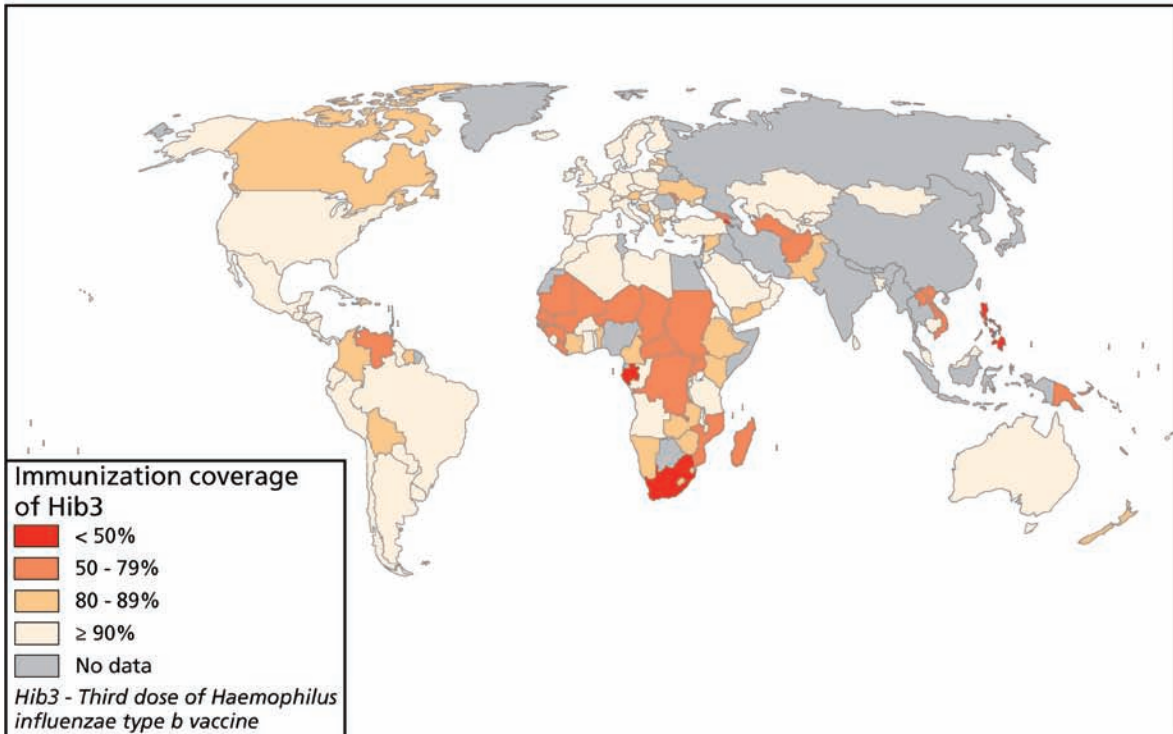 Immunization coverage
of Hib3
< 50%
50 - 79%
80 - 89%
≥ 90%
No data
Hib3 - Third dose of Haemophilus
influenzae type b vaccine